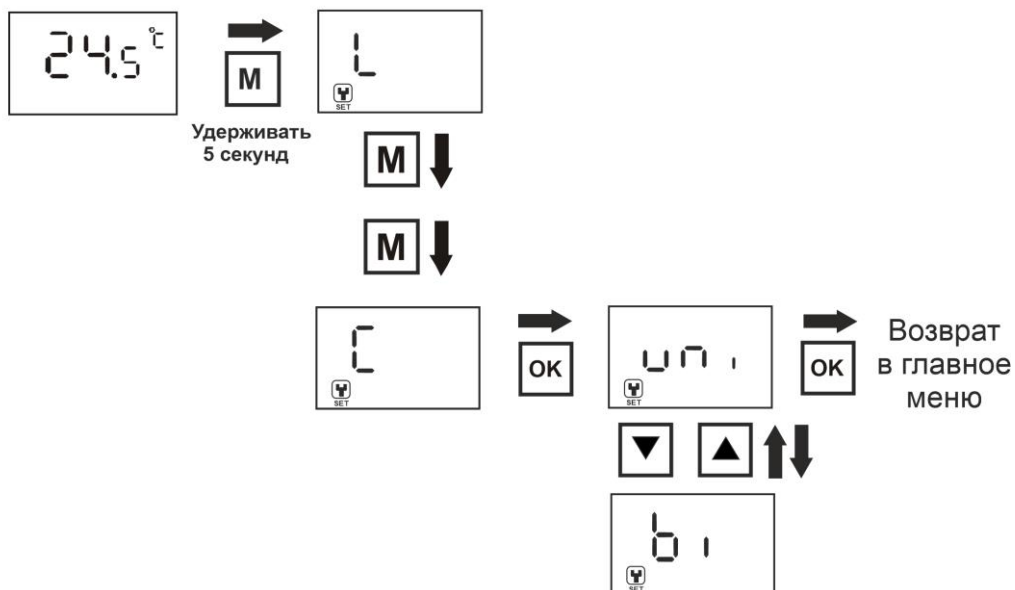 24.5 °C
M
L
SET
Удерживать
5 секунд
M
M
C
SET
OK
uni
SET
OK
Возврат
в главное
меню
▼ ▲
bi
SET